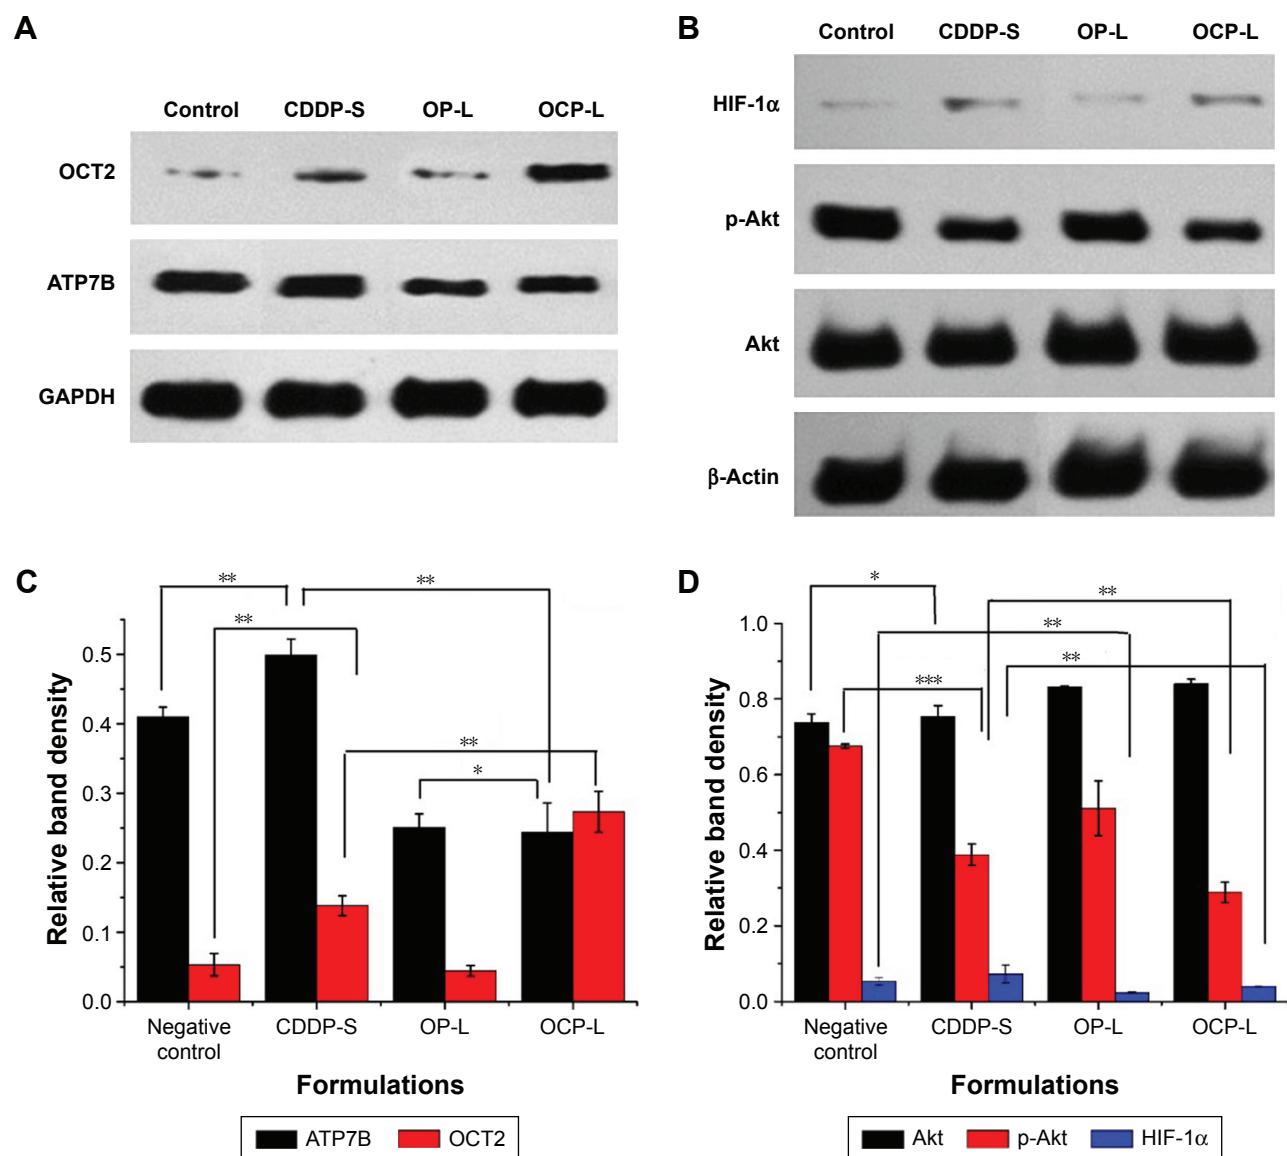 A
Control CDDP-S OP-L OCP-L
OCT2
ATP7B
GAPDH
B
Control CDDP-S OP-L OCP-L
HIF-1α
p-Akt
Akt
β-Actin
C
** **
**
**
*
Relative band density
0.5
0.4
0.3
0.2
0.1
0.0
Negative control CDDP-S OP-L OCP-L
Formulations
ATP7B OCT2
D
*
**
**
**
***
Relative band density
1.0
0.8
0.6
0.4
0.2
0.0
Negative control CDDP-S OP-L OCP-L
Formulations
Akt p-Akt HIF-1α